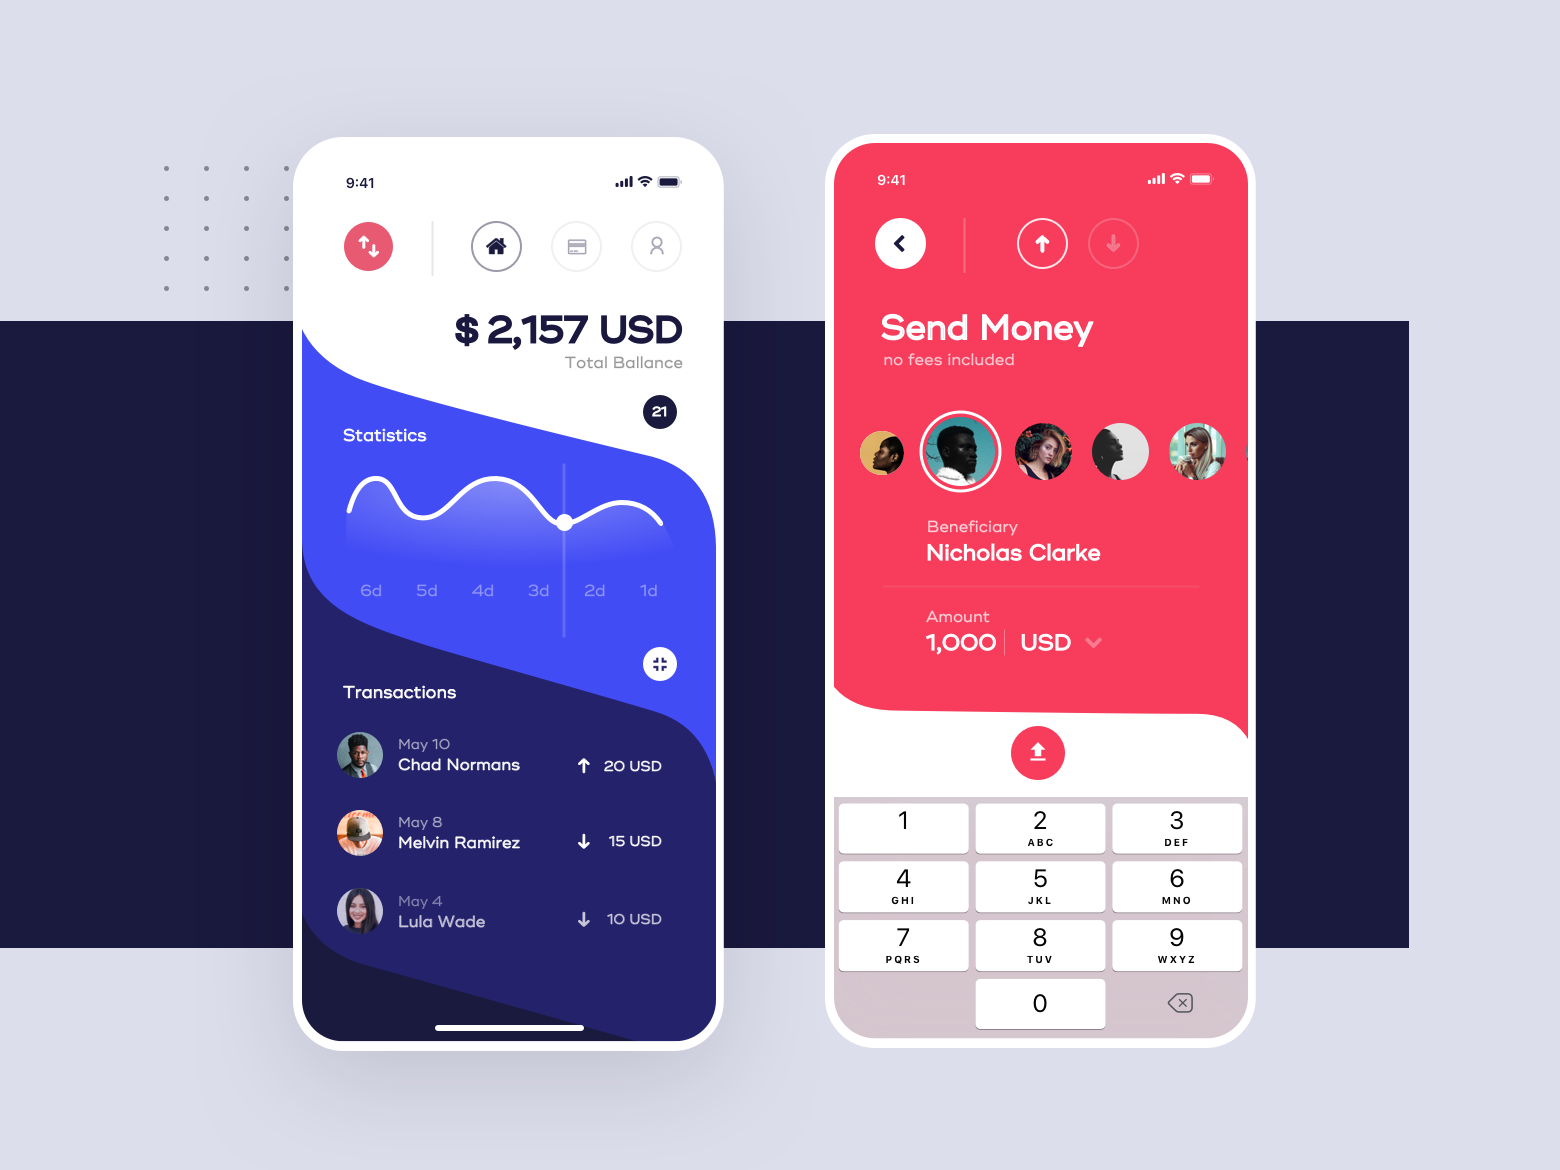 9:41
$ 2,157 USD
Total Ballance
21
Statistics
6d 5d 4d 3d 2d 1d
Transactions
May 10
Chad Normans
20 USD
May 8
Melvin Ramirez
15 USD
May 4
Lula Wade
10 USD
9:41
Send Money
no fees included
Beneficiary
Nicholas Clarke
Amount
1,000 USD
1 2 3
ABC DEF
4 5 6
GHI JKL MNO
7 8 9
PQRS TUV WXYZ
0